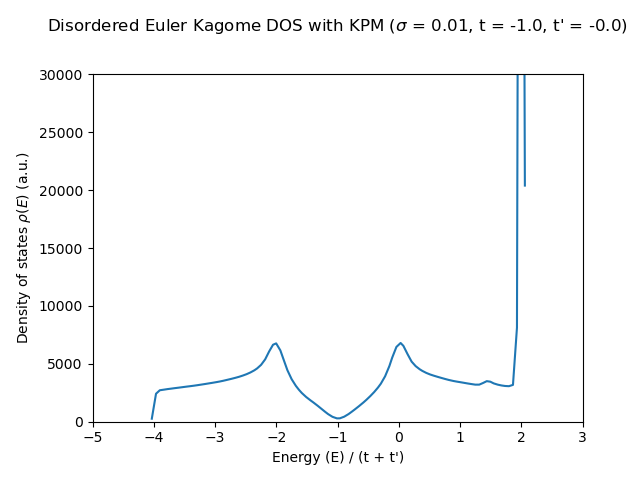 Disordered Euler Kagome DOS with KPM (σ = 0.01, t = -1.0, t' = -0.0)
30000
25000
20000
15000
10000
5000
0
Density of states ρ(E) (a.u.)
−5 −4 −3 −2 −1 0 1 2 3
Energy (E) / (t + t')